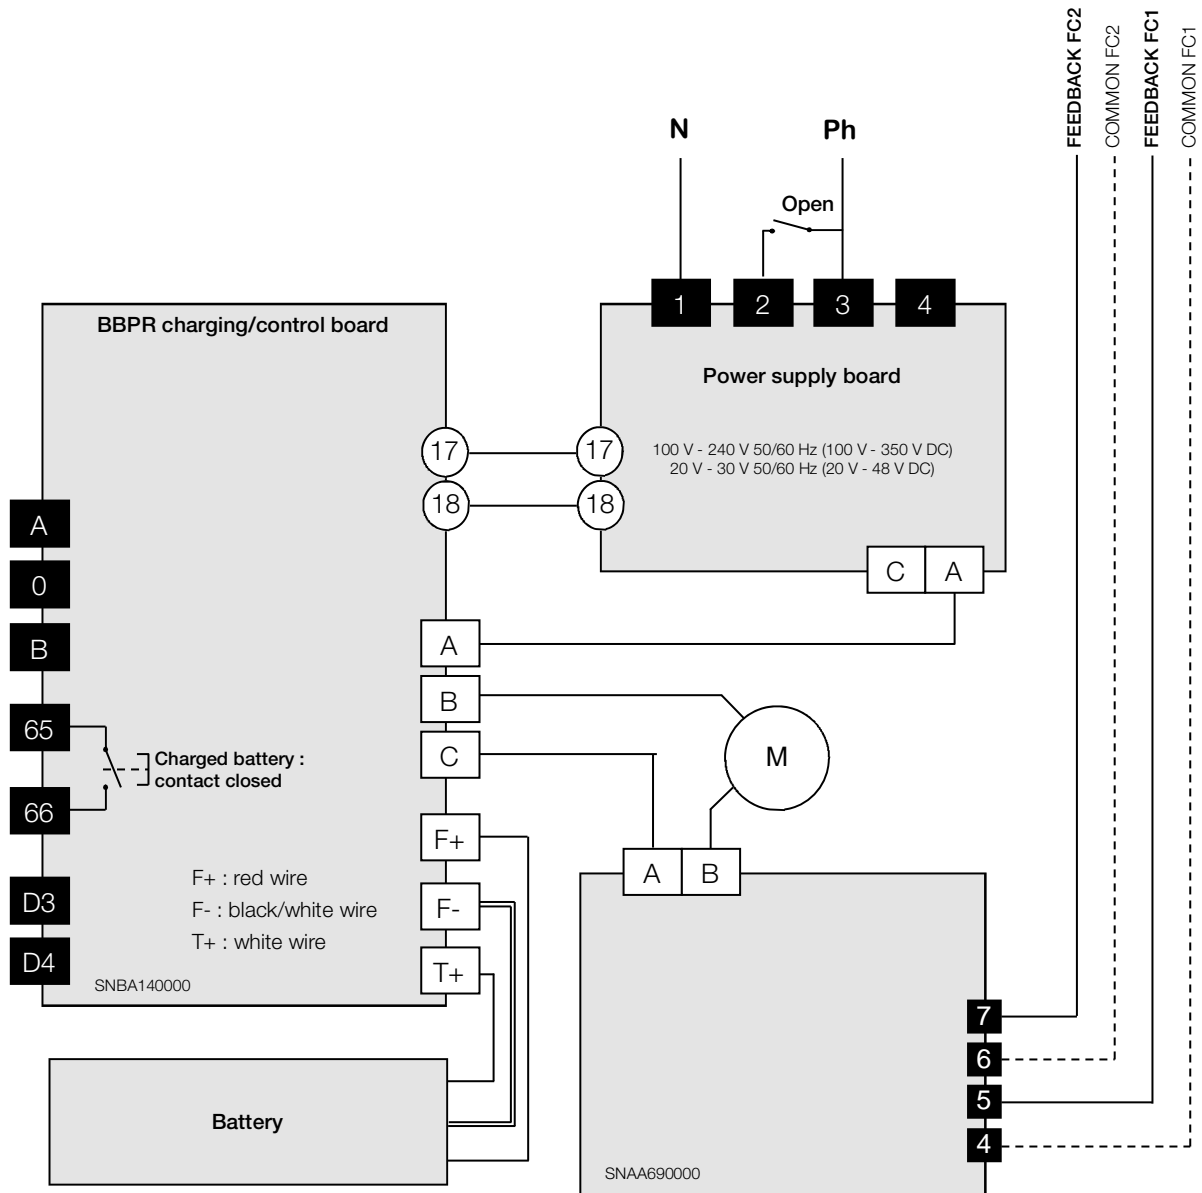 FEEDBACK FC2
COMMON FC2
FEEDBACK FC1
COMMON FC1
N
Ph
Open
1
2
3
4
BBPR charging/control board
Power supply board
100 V - 240 V 50/60 Hz (100 V - 350 V DC)
20 V - 30 V 50/60 Hz (20 V - 48 V DC)
17
18
17
18
C
A
A
0
B
65
66
D3
D4
Charged battery :
contact closed
A
B
C
F+
F-
T+
F+ : red wire
F- : black/white wire
T+ : white wire
SNBA140000
M
A
B
7
6
5
4
SNAA690000
Battery